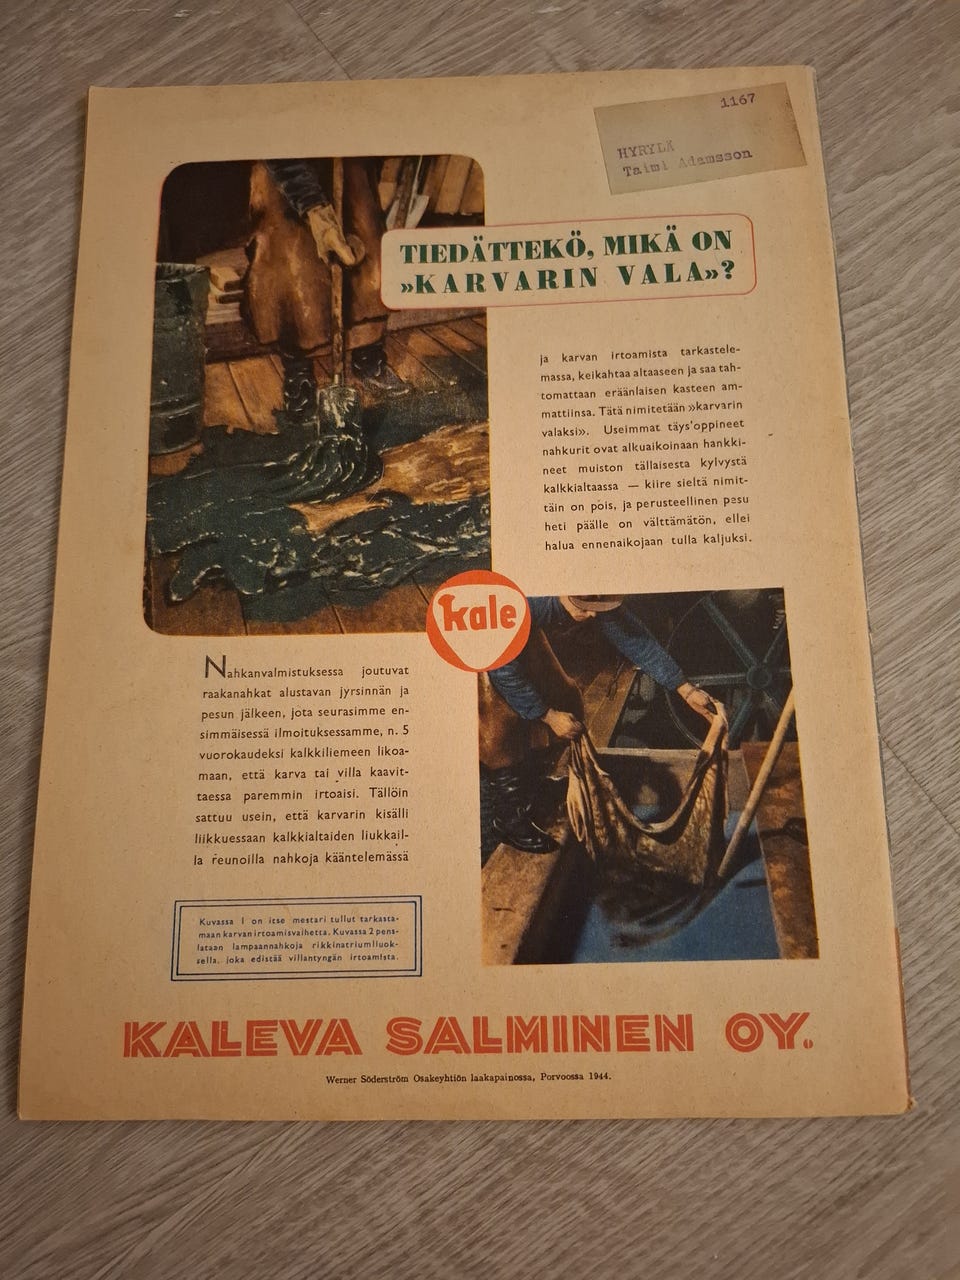 1167
HYRYLÄ
Taimi Adamsson
TIEDÄTTEKÖ, MIKÄ ON
»KARVARIN VALA»?
ja karvan irtoamista tarkastele-
massa, keikahtaa altaaseen ja saa tah-
tomattaan eräänlaisen kasteen am-
mattiinsa. Tätä nimitetään »karvarin
valaksi». Useimmat täys'oppineet
nahkurit ovat alkuaikoinaan hankki-
neet muiston tällaisesta kylvystä
kalkkialtaassa — kiire sieltä nimit-
täin on pois, ja perusteellinen pesu
heti päälle on välttämätön, ellei
halua ennenaikojaan tulla kaljuksi.
kale
Nahkanvalmistuksessa joutuvat
raakanahkat alustavan jyrsinnän ja
pesun jälkeen, jota seurasimme en-
simmäisessä ilmoituksessamme, n. 5
vuorokaudeksi kalkkiliemeen likoa-
maan, että karva tai villa kaavit-
taessa paremmin irtoaisi. Tällöin
sattuu usein, että karvarin kisälli
liikkuessaan kalkkialtaiden liukkail-
la reunoilla nahkoja kääntelemässä
Kuvassa 1 on itse mestari tullut tarkasta-
maan karvan irtoamisvaihetta. Kuvassa 2 pens-
lataan lampaannahkoja rikkinatriumliuok-
sella, joka edistää villantyngän irtoamista.
KALEVA SALMINEN OY.
Werner Söderström Osakeyhtiön laakapainossa, Porvoossa 1944.